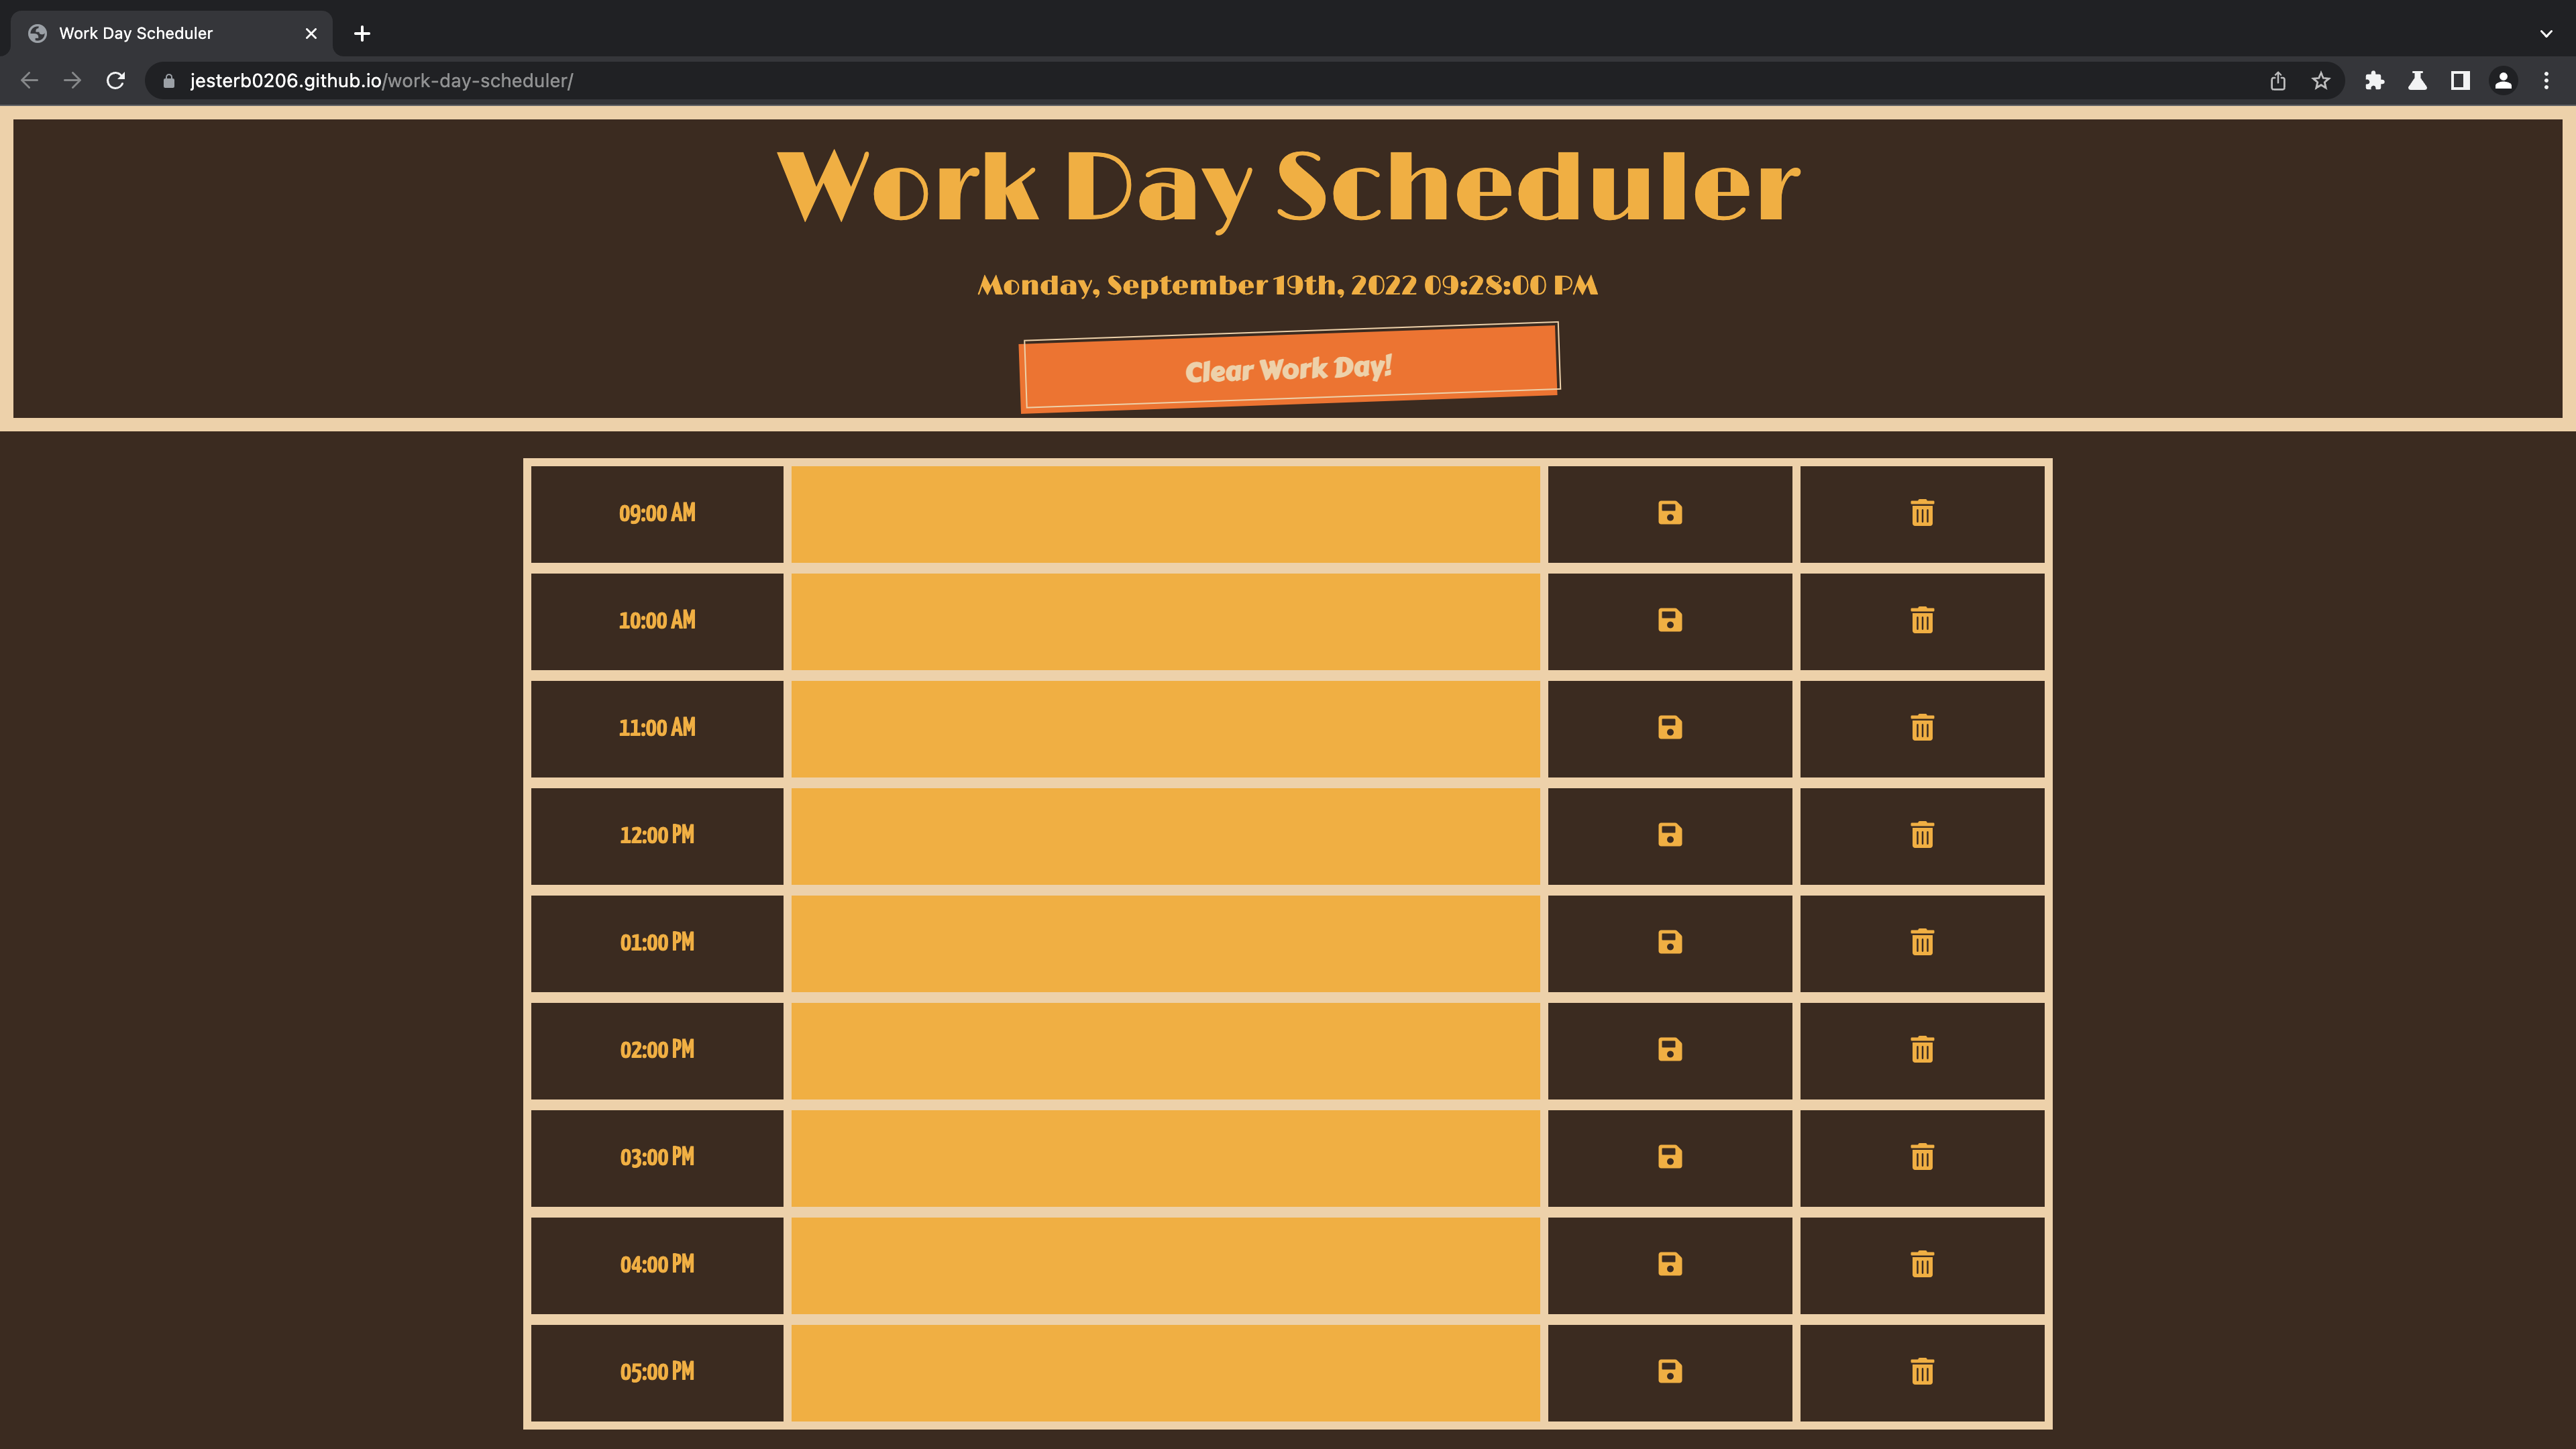 Work Day Scheduler
jesterb0206.github.io/work-day-scheduler/
Work Day Scheduler
Monday, September 19th, 2022 09:28:00 PM
Clear Work Day!
09:00 AM
10:00 AM
11:00 AM
12:00 PM
01:00 PM
02:00 PM
03:00 PM
04:00 PM
05:00 PM